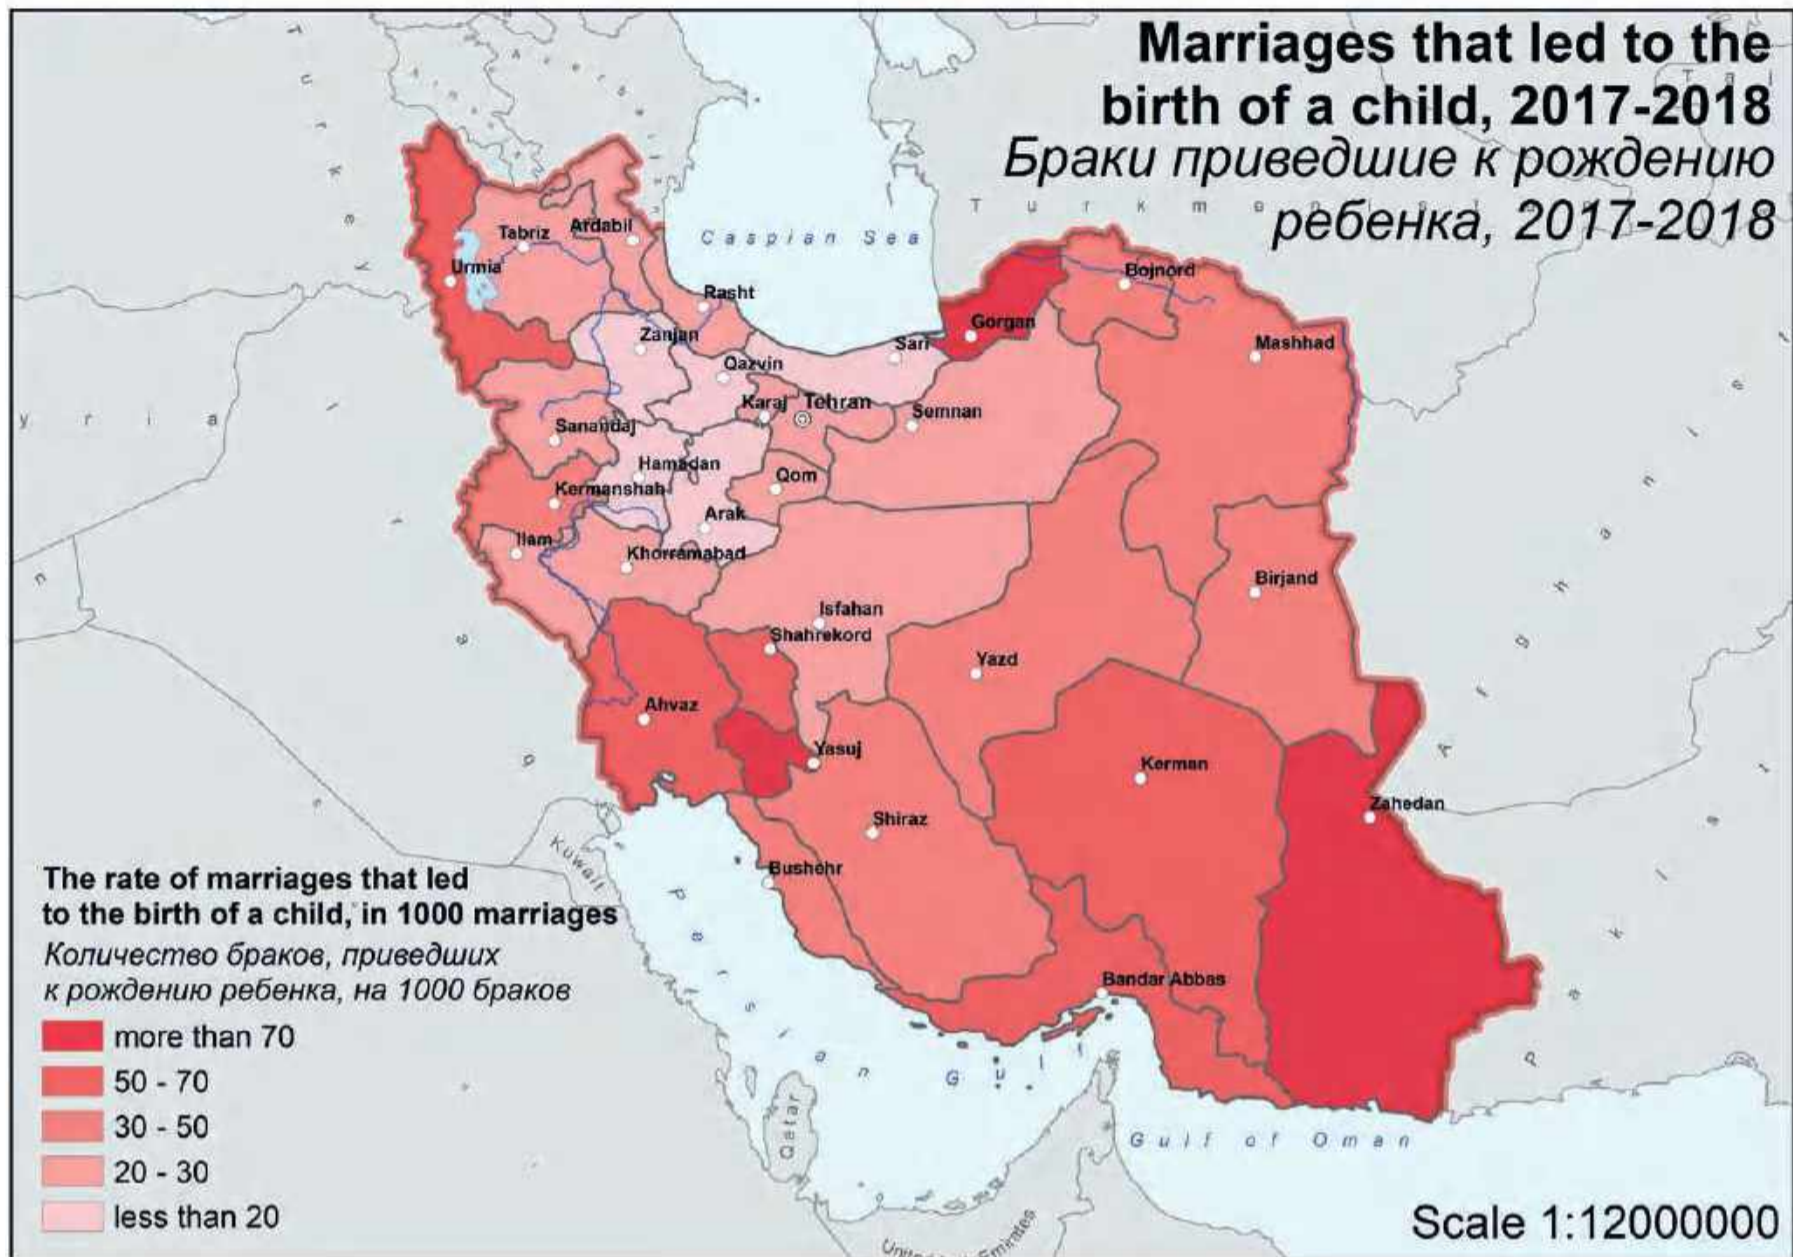 Marriages that led to the
birth of a child, 2017-2018
Браки приведшие к рождению
ребенка, 2017-2018
Caspian Sea
Tabriz
Ardabil
Urmia
Rasht
Zanjan
Qazvin
Sari
Gorgan
Bojnord
Mashhad
Karaj
Tehran
Semnan
Sanandaj
Hamadan
Kermanshah
Qom
Arak
Ilam
Khorramabad
Isfahan
Shahrekord
Birjand
Yazd
Ahvaz
Yasuj
Kerman
Zahedan
Shiraz
Bushehr
Bandar Abbas
Turkey
Kuwait
Persian Gulf
Qatar
Gulf of Oman
The rate of marriages that led
to the birth of a child, in 1000 marriages
Количество браков, приведших
к рождению ребенка, на 1000 браков
more than 70
50 - 70
30 - 50
20 - 30
less than 20
Scale 1:12000000